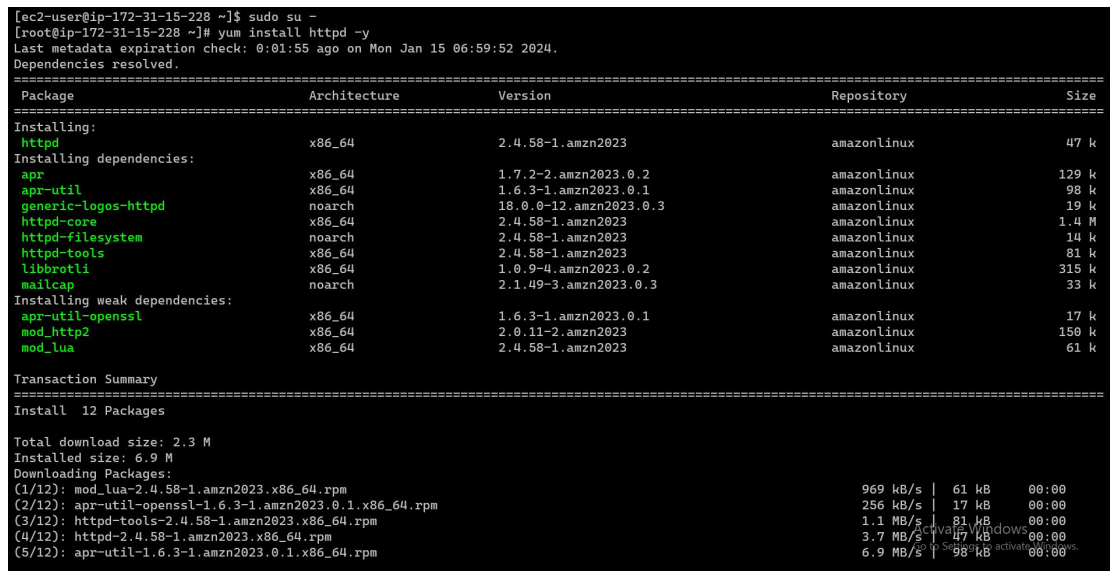 [ec2-user@ip-172-31-15-228 ~]$ sudo su -
[root@ip-172-31-15-228 ~]# yum install httpd -y
Last metadata expiration check: 0:01:55 ago on Mon Jan 15 06:59:52 2024.
Dependencies resolved.
================================================================================
Package Architecture Version Repository Size
================================================================================
Installing:
httpd x86_64 2.4.58-1.amzn2023 amazonlinux 47 k
Installing dependencies:
apr x86_64 1.7.2-2.amzn2023.0.2 amazonlinux 129 k
apr-util x86_64 1.6.3-1.amzn2023.0.1 amazonlinux 98 k
generic-logos-httpd noarch 18.0.0-12.amzn2023.0.3 amazonlinux 19 k
httpd-core x86_64 2.4.58-1.amzn2023 amazonlinux 1.4 M
httpd-filesystem noarch 2.4.58-1.amzn2023 amazonlinux 14 k
httpd-tools x86_64 2.4.58-1.amzn2023 amazonlinux 81 k
libbrotli x86_64 1.0.9-4.amzn2023.0.2 amazonlinux 315 k
mailcap noarch 2.1.49-3.amzn2023.0.3 amazonlinux 33 k
Installing weak dependencies:
apr-util-openssl x86_64 1.6.3-1.amzn2023.0.1 amazonlinux 17 k
mod_http2 x86_64 2.0.11-2.amzn2023 amazonlinux 150 k
mod_lua x86_64 2.4.58-1.amzn2023 amazonlinux 61 k
Transaction Summary
================================================================================
Install 12 Packages
Total download size: 2.3 M
Installed size: 6.9 M
Downloading Packages:
(1/12): mod_lua-2.4.58-1.amzn2023.x86_64.rpm 969 kB/s | 61 kB 00:00
(2/12): apr-util-openssl-1.6.3-1.amzn2023.0.1.x86_64.rpm 256 kB/s | 17 kB 00:00
(3/12): httpd-tools-2.4.58-1.amzn2023.x86_64.rpm 1.1 MB/s | 81 kB 00:00
(4/12): httpd-2.4.58-1.amzn2023.x86_64.rpm 3.7 MB/s | 47 kB 00:00
(5/12): apr-util-1.6.3-1.amzn2023.0.1.x86_64.rpm 6.9 MB/s | 98 kB 00:00
Activate Windows
Go to Settings to activate Windows.